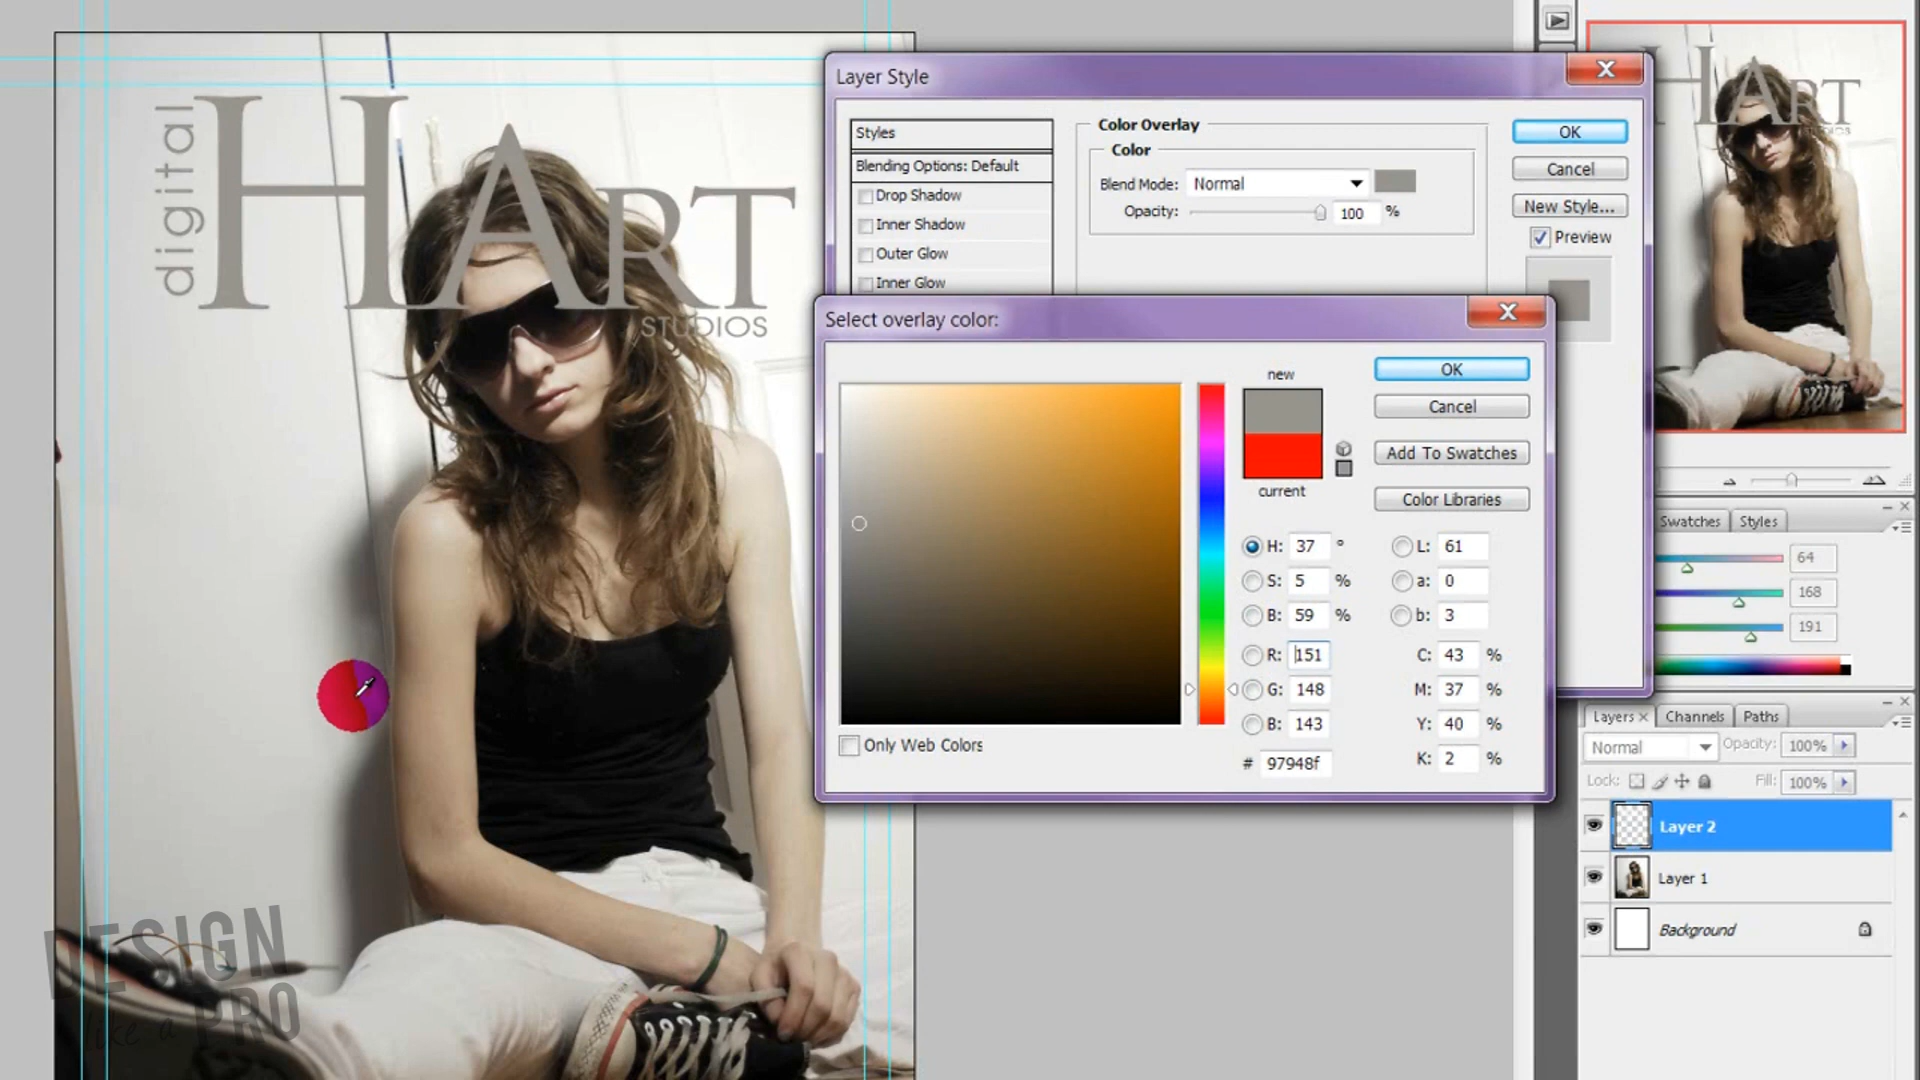 digital
HART
STUDIOS
DESIGN
like a PRO
Layer Style
Styles
Blending Options: Default
Drop Shadow
Inner Shadow
Outer Glow
Inner Glow
Color Overlay
Color
Blend Mode: Normal
Opacity: 100 %
OK
Cancel
New Style...
Preview
Select overlay color:
new
current
OK
Cancel
Add To Swatches
Color Libraries
H: 37 °
S: 5 %
B: 59 %
R: 151
G: 148
B: 143
# 97948f
L: 61
a: 0
b: 3
C: 43 %
M: 37 %
Y: 40 %
K: 2 %
Only Web Colors
HART
Swatches
Styles
64
168
191
Layers
Channels
Paths
Normal
Opacity: 100%
Lock:
Fill: 100%
Layer 2
Layer 1
Background